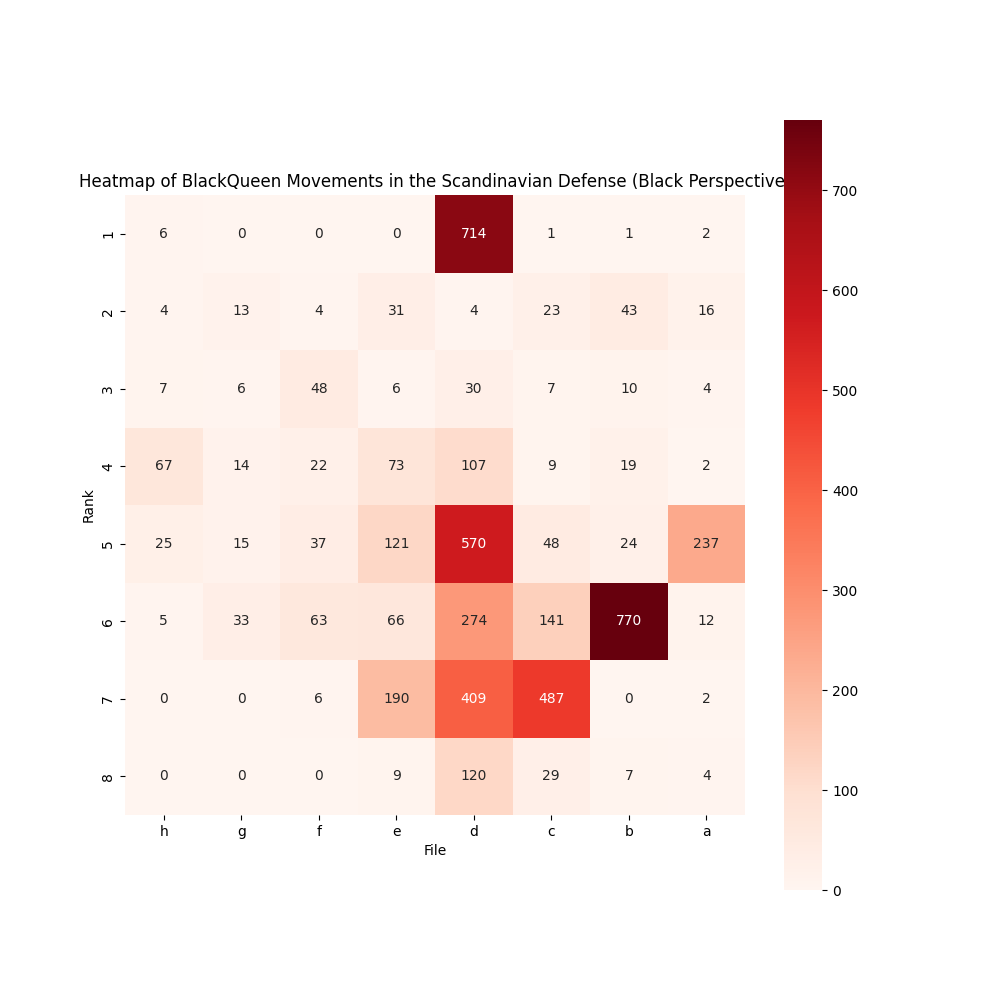 Heatmap of BlackQueen Movements in the Scandinavian Defense (Black Perspective
700
1 6 0 0 0 714 1 1 2
600
2 4 13 4 31 4 23 43 16
500
3 7 6 48 6 30 7 10 4
4 67 14 22 73 107 9 19 2
400
Rank
5 25 15 37 121 570 48 24 237
300
6 5 33 63 66 274 141 770 12
200
7 0 0 6 190 409 487 0 2
100
8 0 0 0 9 120 29 7 4
h g f e d c b a
File
0